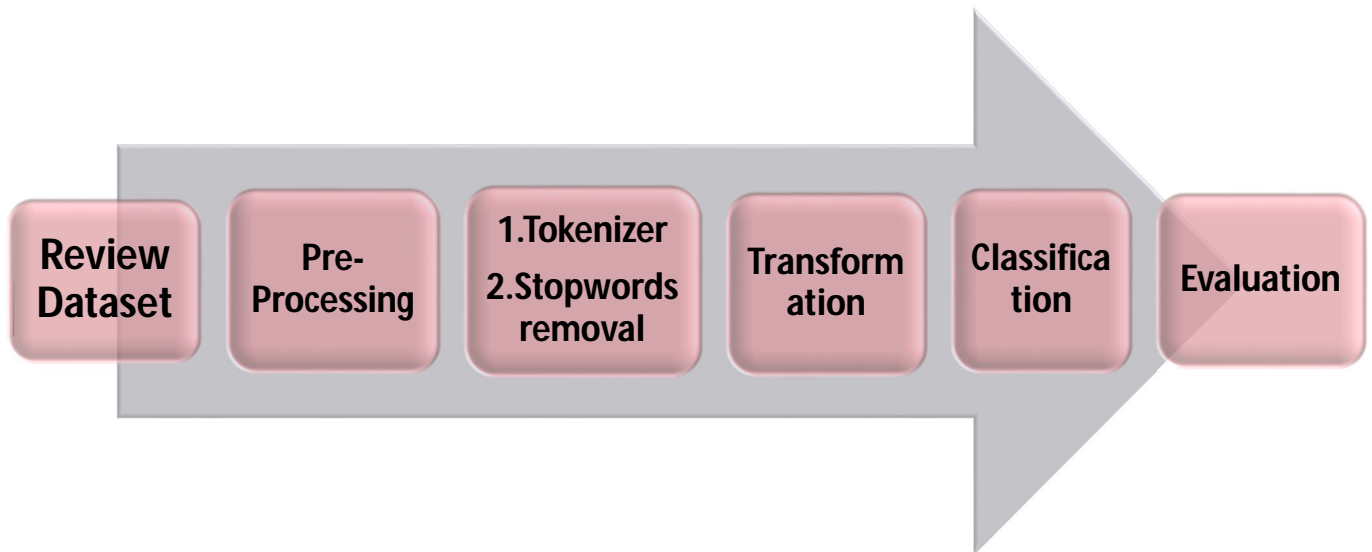 Review
Dataset
Pre-
Processing
1.Tokenizer
2.Stopwords
removal
Transform
ation
Classifica
tion
Evaluation